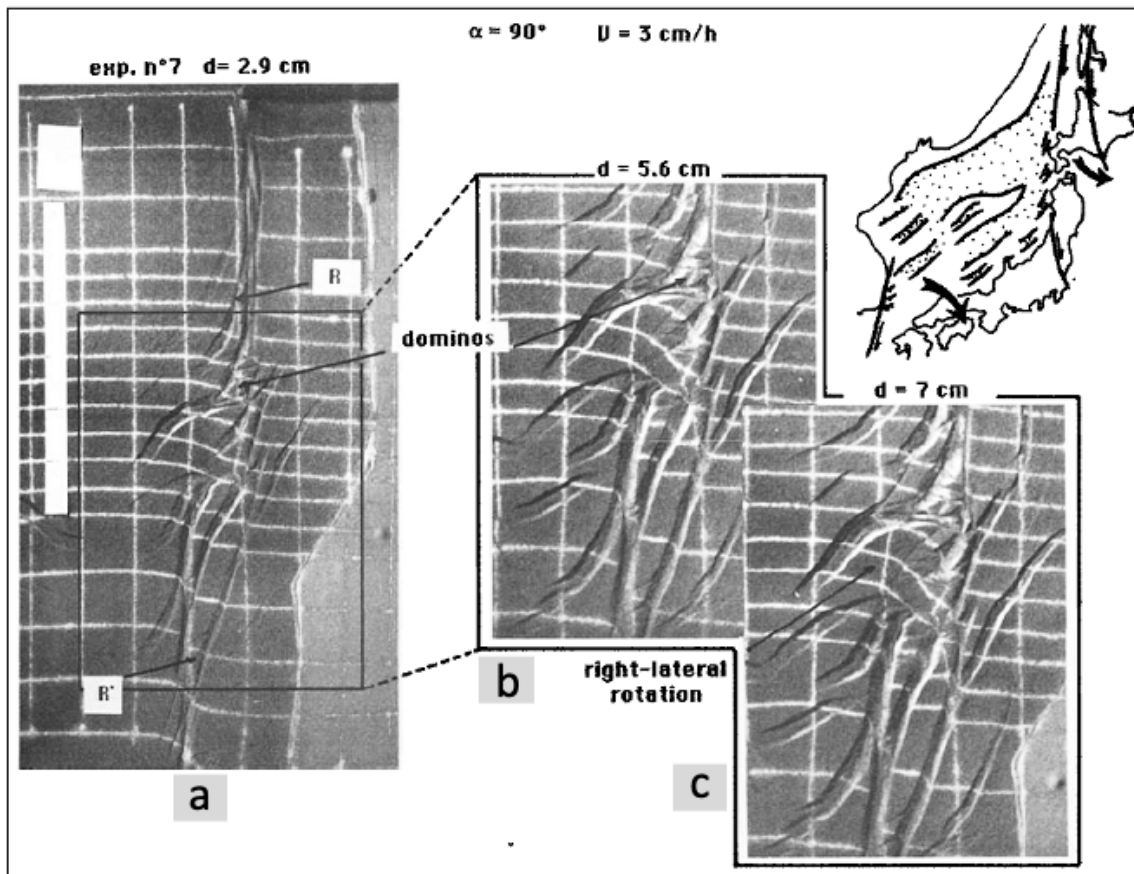 α = 90° V = 3 cm/h
exp. n°7 d= 2.9 cm
d = 5.6 cm
R
dominos
d = 7 cm
b
right-lateral
rotation
R'
a
c